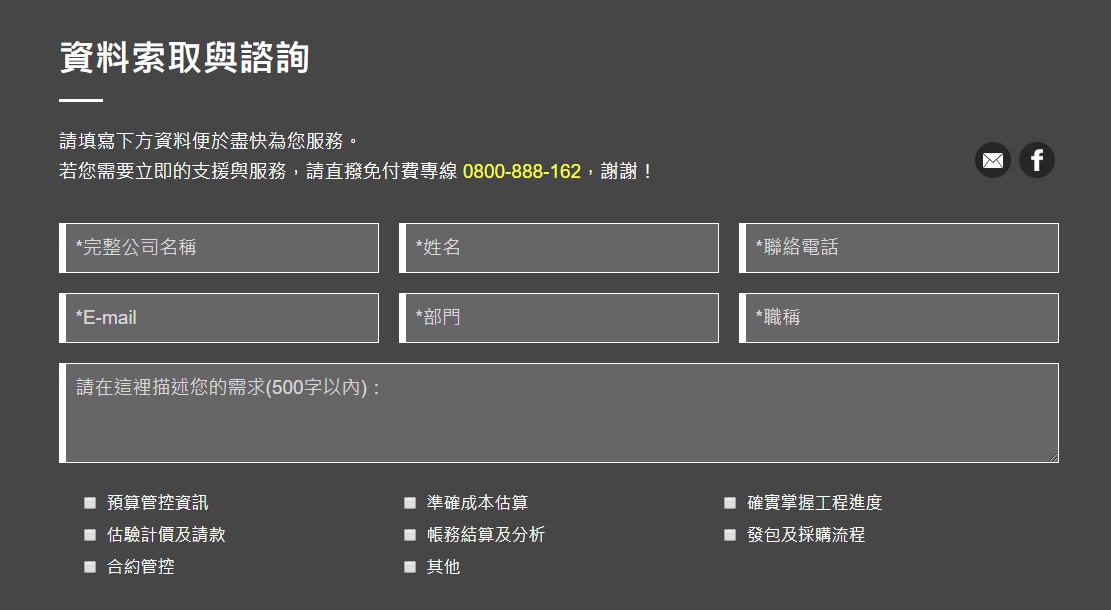 資料索取與諮詢
請填寫下方資料便於盡快為您服務。
若您需要立即的支援與服務，請直撥免付費專線 0800-888-162，謝謝！
*完整公司名稱
*姓名
*聯絡電話
*E-mail
*部門
*職稱
請在這裡描述您的需求(500字以內)：
預算管控資訊
準確成本估算
確實掌握工程進度
估驗計價及請款
帳務結算及分析
發包及採購流程
合約管控
其他